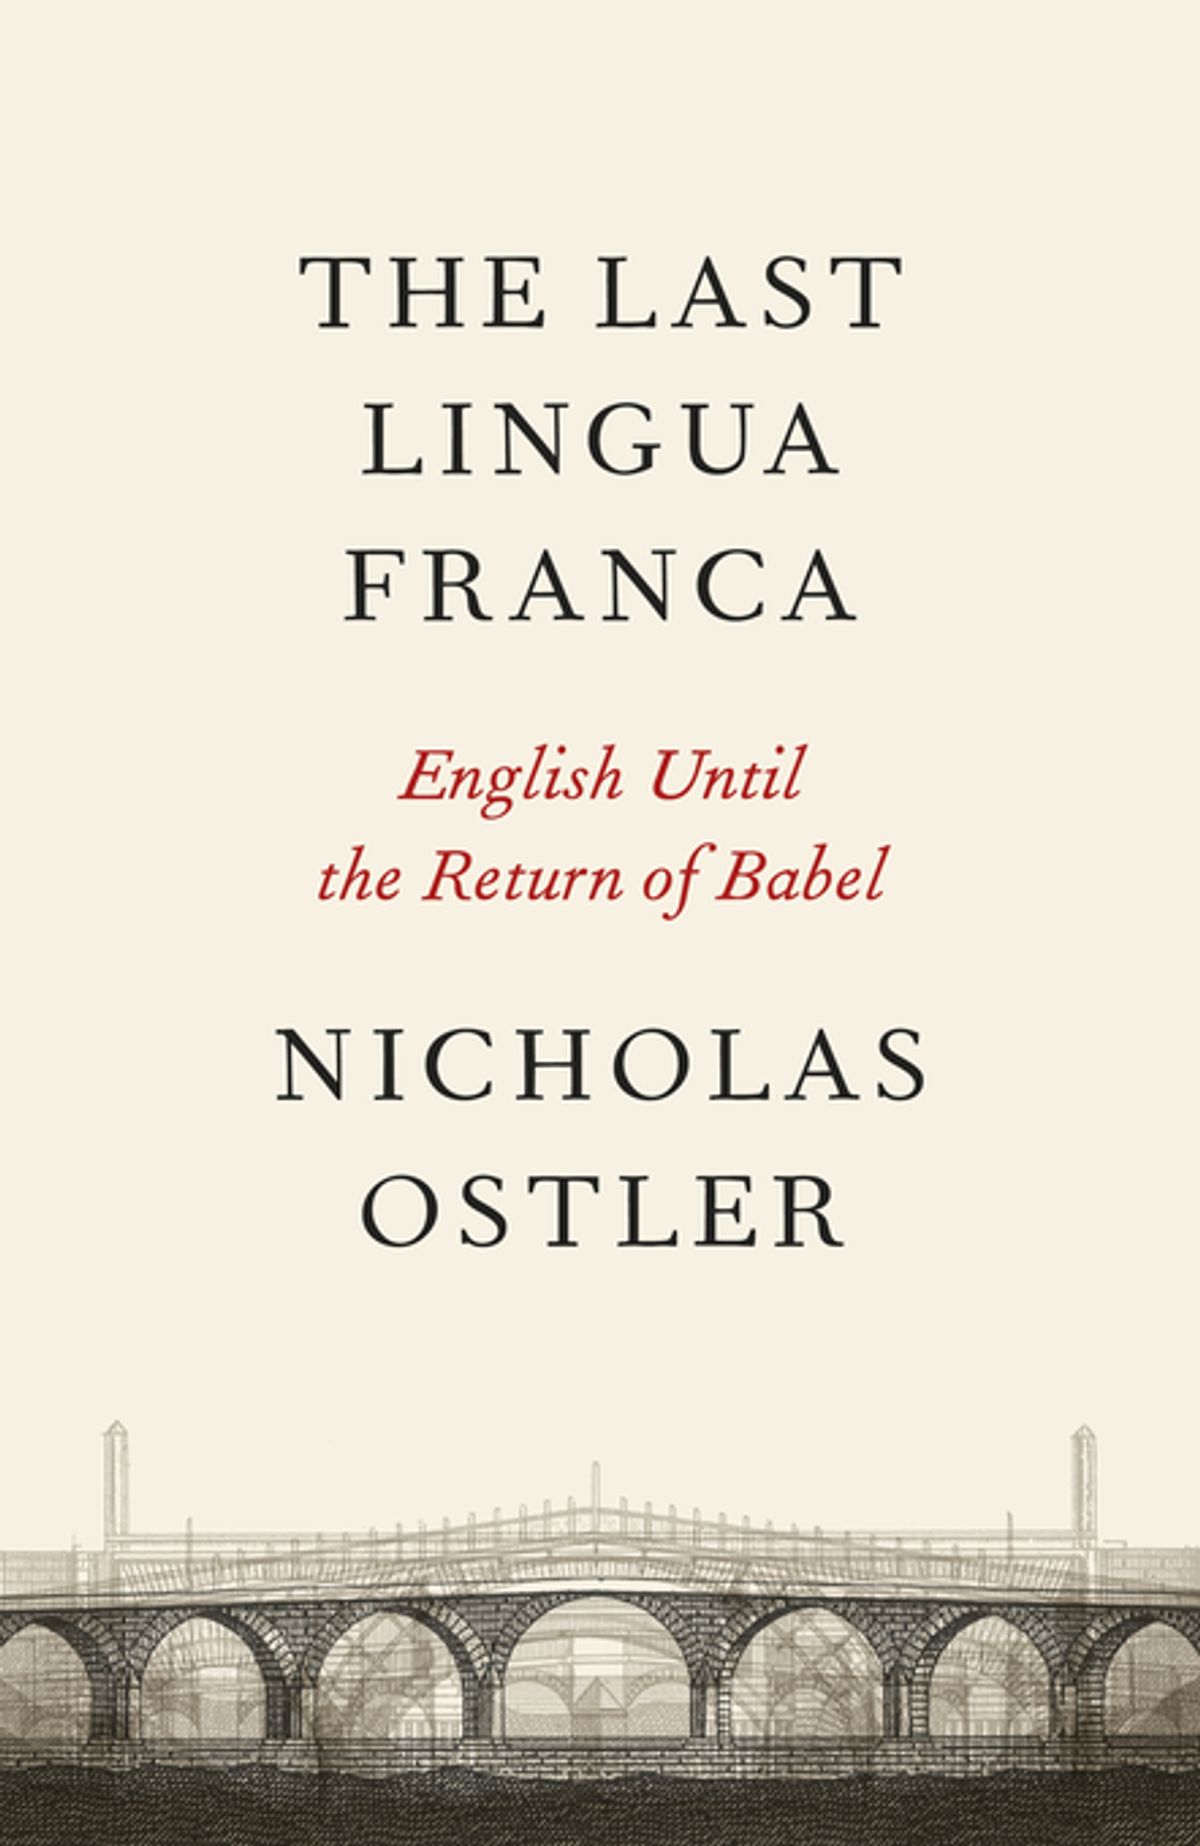 THE LAST
LINGUA
FRANCA
English Until
the Return of Babel
NICHOLAS
OSTLER